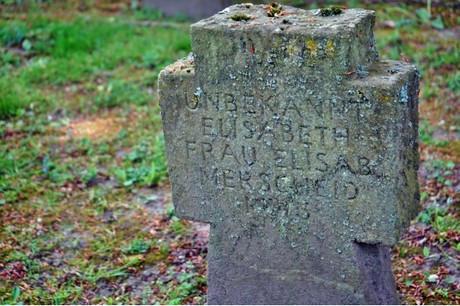 UNBEKANNT
ELISABETH
FRAU ELISAB.
MERSCHEID